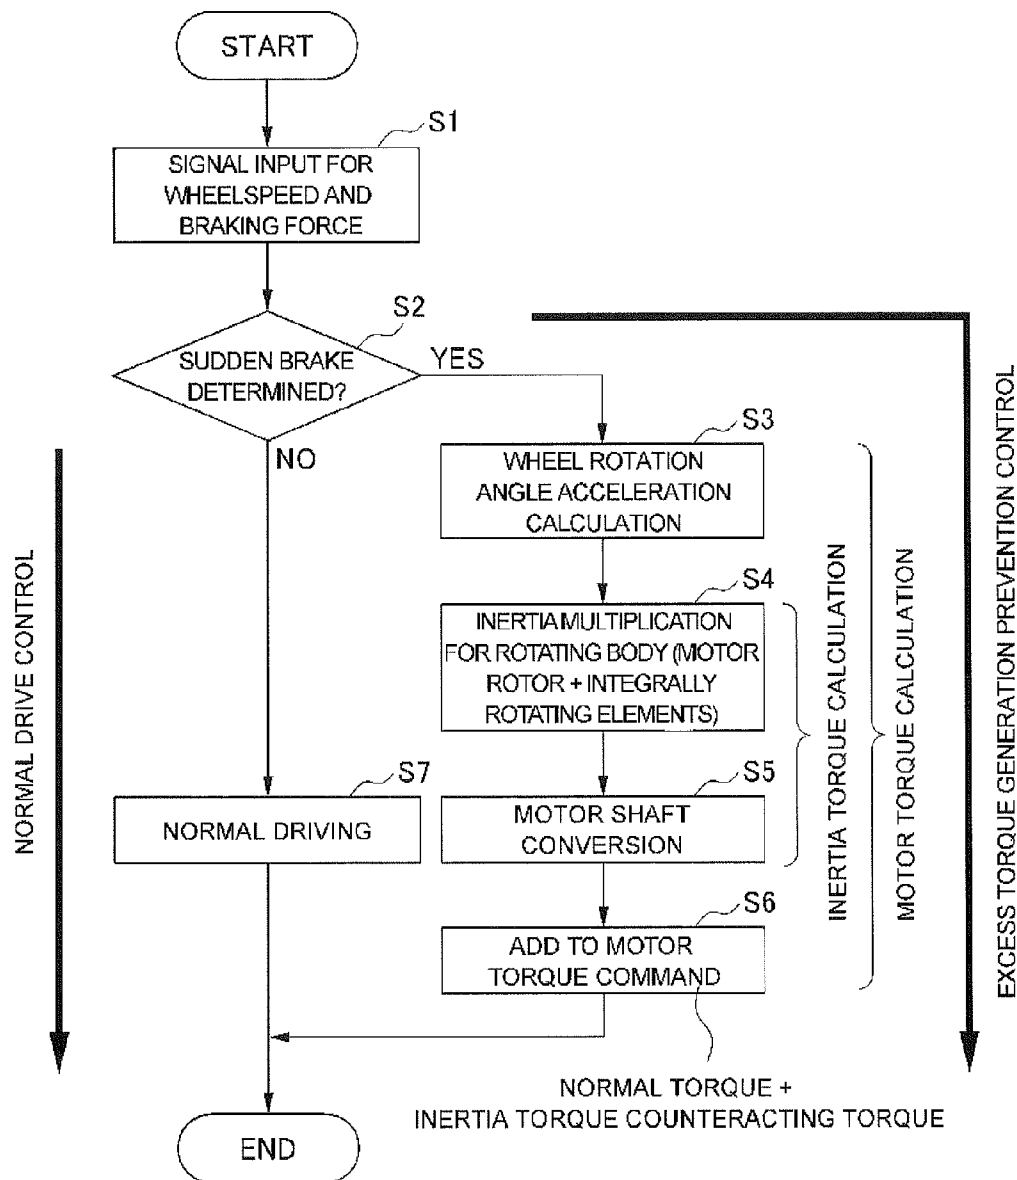 START
S1
SIGNAL INPUT FOR
WHEELSPEED AND
BRAKING FORCE
S2
SUDDEN BRAKE
DETERMINED?
YES
NO
S3
WHEEL ROTATION
ANGLE ACCELERATION
CALCULATION
S4
INERTIA MULTIPLICATION
FOR ROTATING BODY (MOTOR
ROTOR + INTEGRALLY
ROTATING ELEMENTS)
S5
MOTOR SHAFT
CONVERSION
S6
ADD TO MOTOR
TORQUE COMMAND
NORMAL TORQUE +
INERTIA TORQUE COUNTERACTING TORQUE
S7
NORMAL DRIVING
END
NORMAL DRIVE CONTROL
INERTIA TORQUE CALCULATION
MOTOR TORQUE CALCULATION
EXCESS TORQUE GENERATION PREVENTION CONTROL